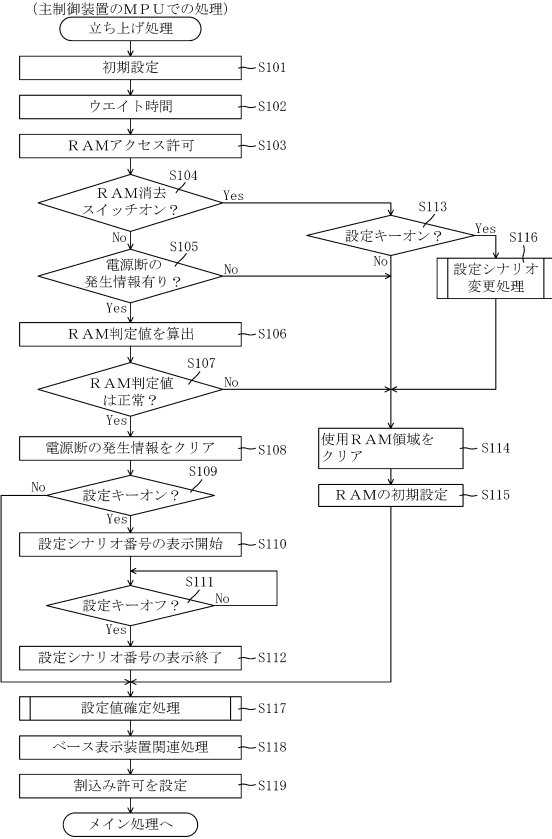 （主制御装置のＭＰＵでの処理）
立ち上げ処理
初期設定
S101
ウエイト時間
S102
ＲＡＭアクセス許可
S103
S104
ＲＡＭ消去
スイッチオン？
Yes
No
S113
設定キーオン？
Yes
No
S116
設定シナリオ
変更処理
S105
電源断の
発生情報有り？
No
Yes
ＲＡＭ判定値を算出
S106
S107
ＲＡＭ判定値
は正常？
No
Yes
電源断の発生情報をクリア
S108
使用ＲＡＭ領域を
クリア
S114
ＲＡＭの初期設定
S115
S109
No
設定キーオン？
Yes
設定シナリオ番号の表示開始
S110
S111
設定キーオフ？
No
Yes
設定シナリオ番号の表示終了
S112
設定値確定処理
S117
ベース表示装置関連処理
S118
割込み許可を設定
S119
メイン処理へ